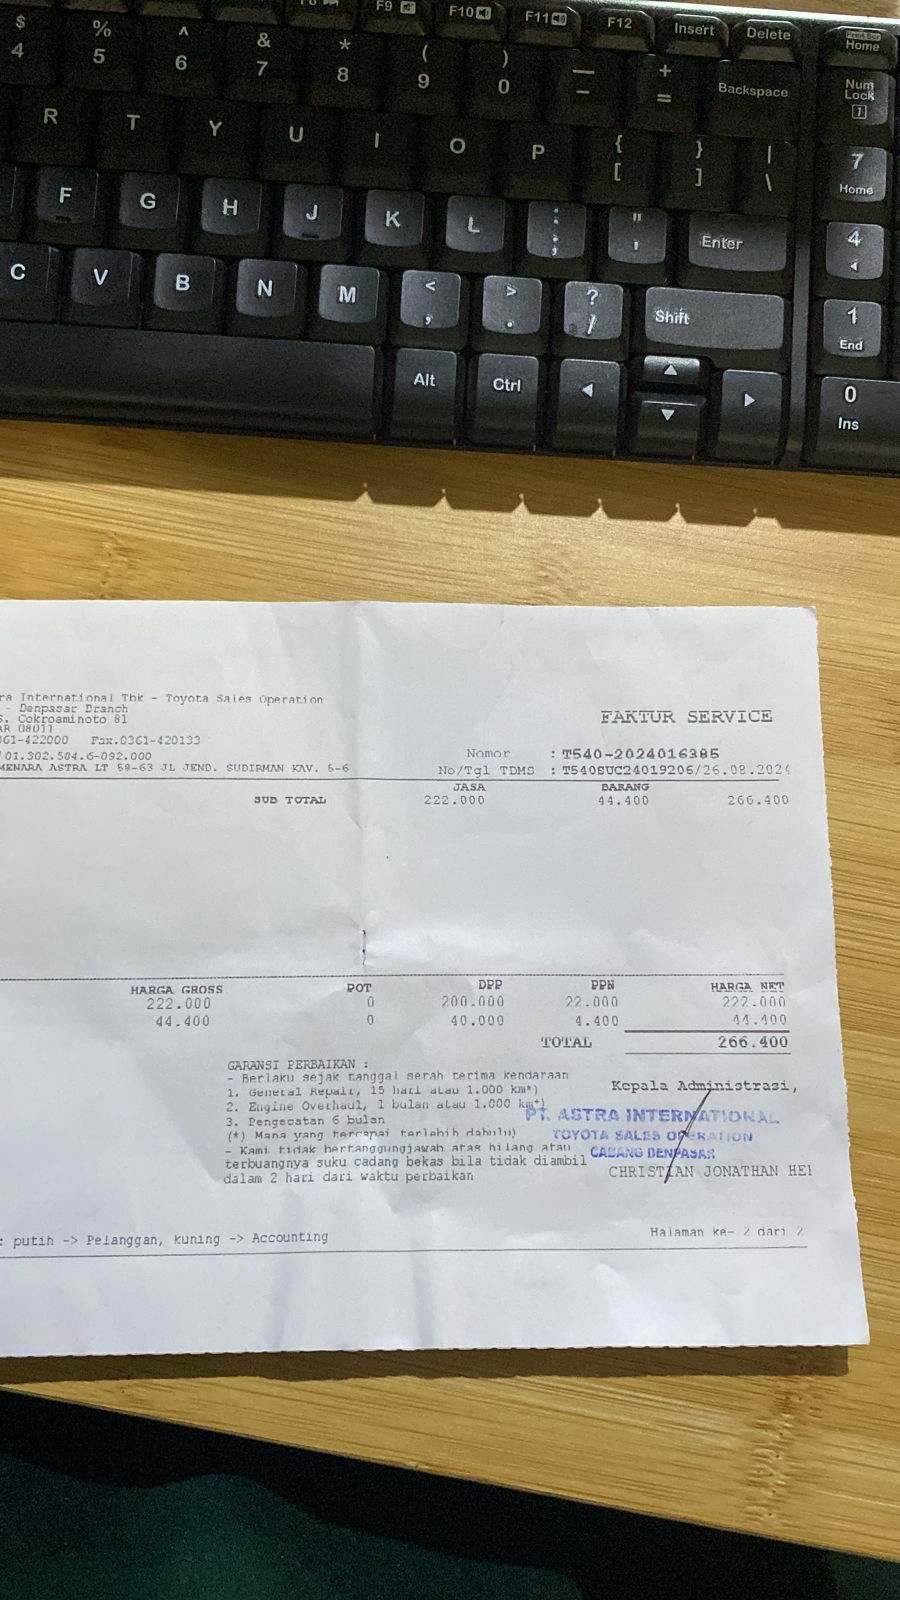 F9
F10
F11
F12
Insert
Delete
Home
$
4
%
5
^
6
&
7
*
8
(
9
)
0
—
-
+
=
Backspace
Num
Lock
1
R
T
Y
U
I
O
P
{
[
}
]
|
\
7
Home
F
G
H
J
K
L
:
;
"
'
Enter
4
C
V
B
N
M
<
,
>
.
?
/
Shift
1
End
Alt
Ctrl
0
Ins
ra International Tbk - Toyota Sales Operation
- Denpasar Branch
S. Cokroaminoto 81
AR 08011
361-422000 Fax.0361-420133
01.302.504.6-092.000
MENARA ASTRA LT 58-63 JL JEND. SUDIRMAN KAV. 5-6
FAKTUR SERVICE
Nomor : T540-2024016385
No/Tgl TDMS : T540SUC24019206/26.08.2024
JASA BARANG
SUB TOTAL 222.000 44.400 266.400
HARGA GROSS POT DPP PPN HARGA NET
222.000 0 200.000 22.000 222.000
44.400 0 40.000 4.400 44.400
TOTAL 266.400
GARANSI PERBAIKAN :
- Berlaku sejak tanggal serah terima kendaraan
1. General Repair, 15 hari atau 1.000 km*)
2. Engine Overhaul, 1 bulan atau 1.000 km*)
3. Pengecatan 6 bulan
(*) Mana yang tercapai terlebih dahulu)
- Kami tidak bertanggungjawab atas hilang atau
terbuangnya suku cadang bekas bila tidak diambil
dalam 2 hari dari waktu perbaikan
Kepala Administrasi,
PT. ASTRA INTERNATIONAL
TOYOTA SALES OPERATION
CABANG DENPASAR
CHRISTIAN JONATHAN HE
: putih -> Pelanggan, kuning -> Accounting
Halaman ke- 2 dari 2